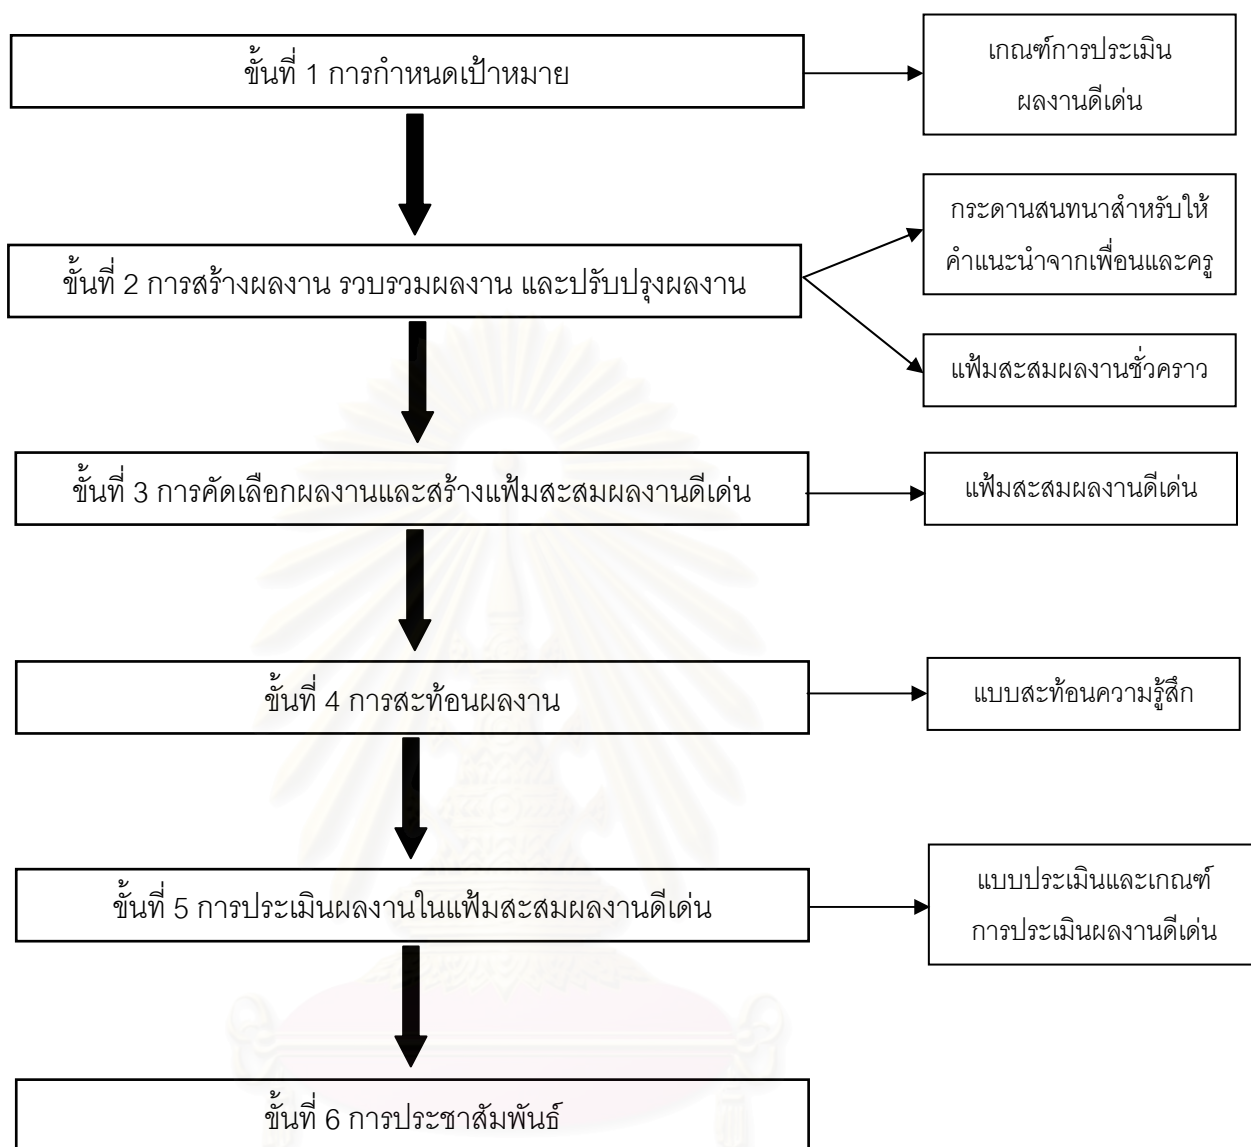 ขั้นที่ 1 การกำหนดเป้าหมาย
เกณฑ์การประเมิน
ผลงานดีเด่น
ขั้นที่ 2 การสร้างผลงาน รวบรวมผลงาน และปรับปรุงผลงาน
กระดานสนทนาสำหรับให้
คำแนะนำจากเพื่อนและครู
แฟ้มสะสมผลงานชั่วคราว
ขั้นที่ 3 การคัดเลือกผลงานและสร้างแฟ้มสะสมผลงานดีเด่น
แฟ้มสะสมผลงานดีเด่น
ขั้นที่ 4 การสะท้อนผลงาน
แบบสะท้อนความรู้สึก
ขั้นที่ 5 การประเมินผลงานในแฟ้มสะสมผลงานดีเด่น
แบบประเมินและเกณฑ์
การประเมินผลงานดีเด่น
ขั้นที่ 6 การประชาสัมพันธ์